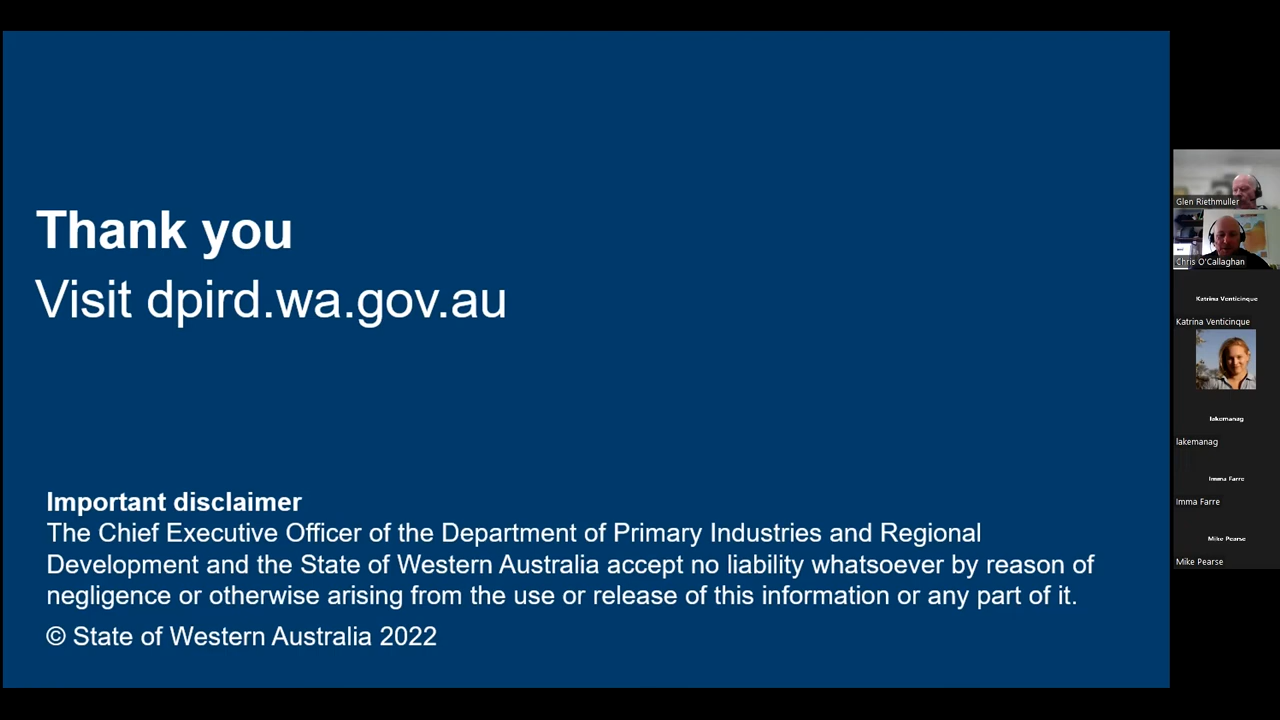 Thank you
Visit dpird.wa.gov.au
Important disclaimer
The Chief Executive Officer of the Department of Primary Industries and Regional
Development and the State of Western Australia accept no liability whatsoever by reason of
negligence or otherwise arising from the use or release of this information or any part of it.
© State of Western Australia 2022
Glen Riethmuller
Chris O'Callaghan
Katrina Venticinque
Katrina Venticinque
lakemanag
lakemanag
Imma Farre
Imma Farre
Mike Pearse
Mike Pearse